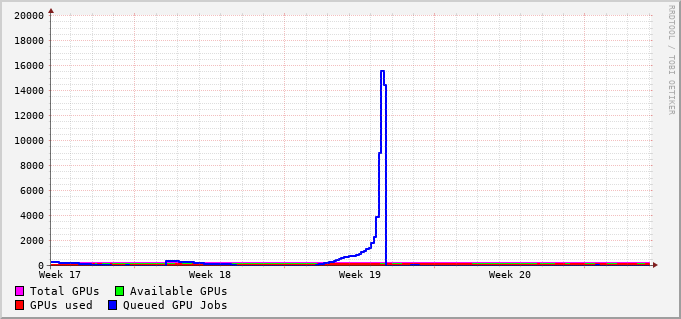 20000
18000
16000
14000
12000
10000
8000
6000
4000
2000
0
Week 17 Week 18 Week 19 Week 20
Total GPUs Available GPUs
GPUs used Queued GPU Jobs
RRDTOOL / TOBI OETIKER